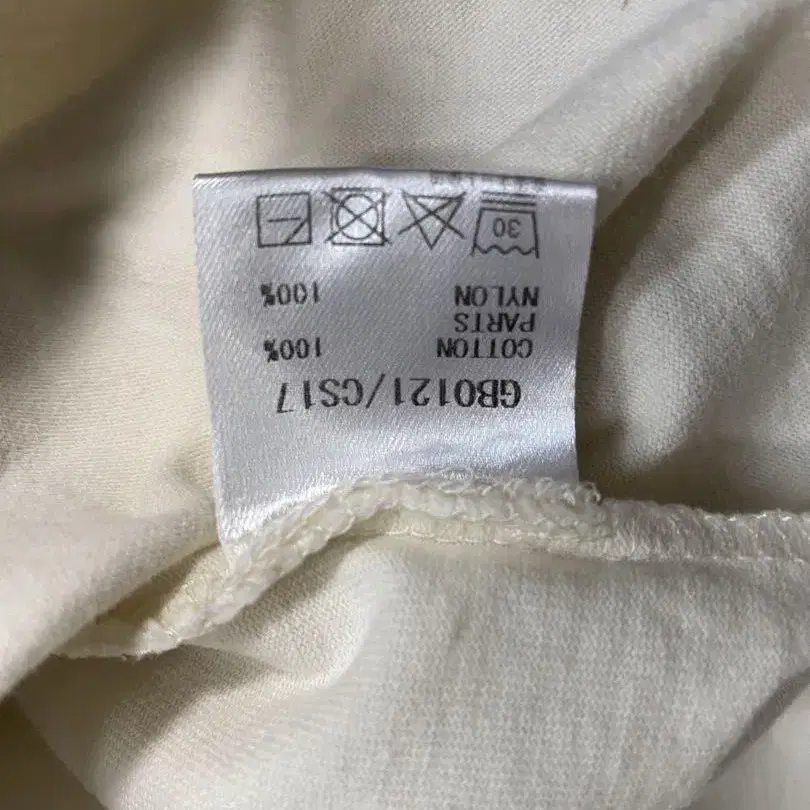 GB0121/CS17
COTTON 100%
PARTS
NYLON 100%
30